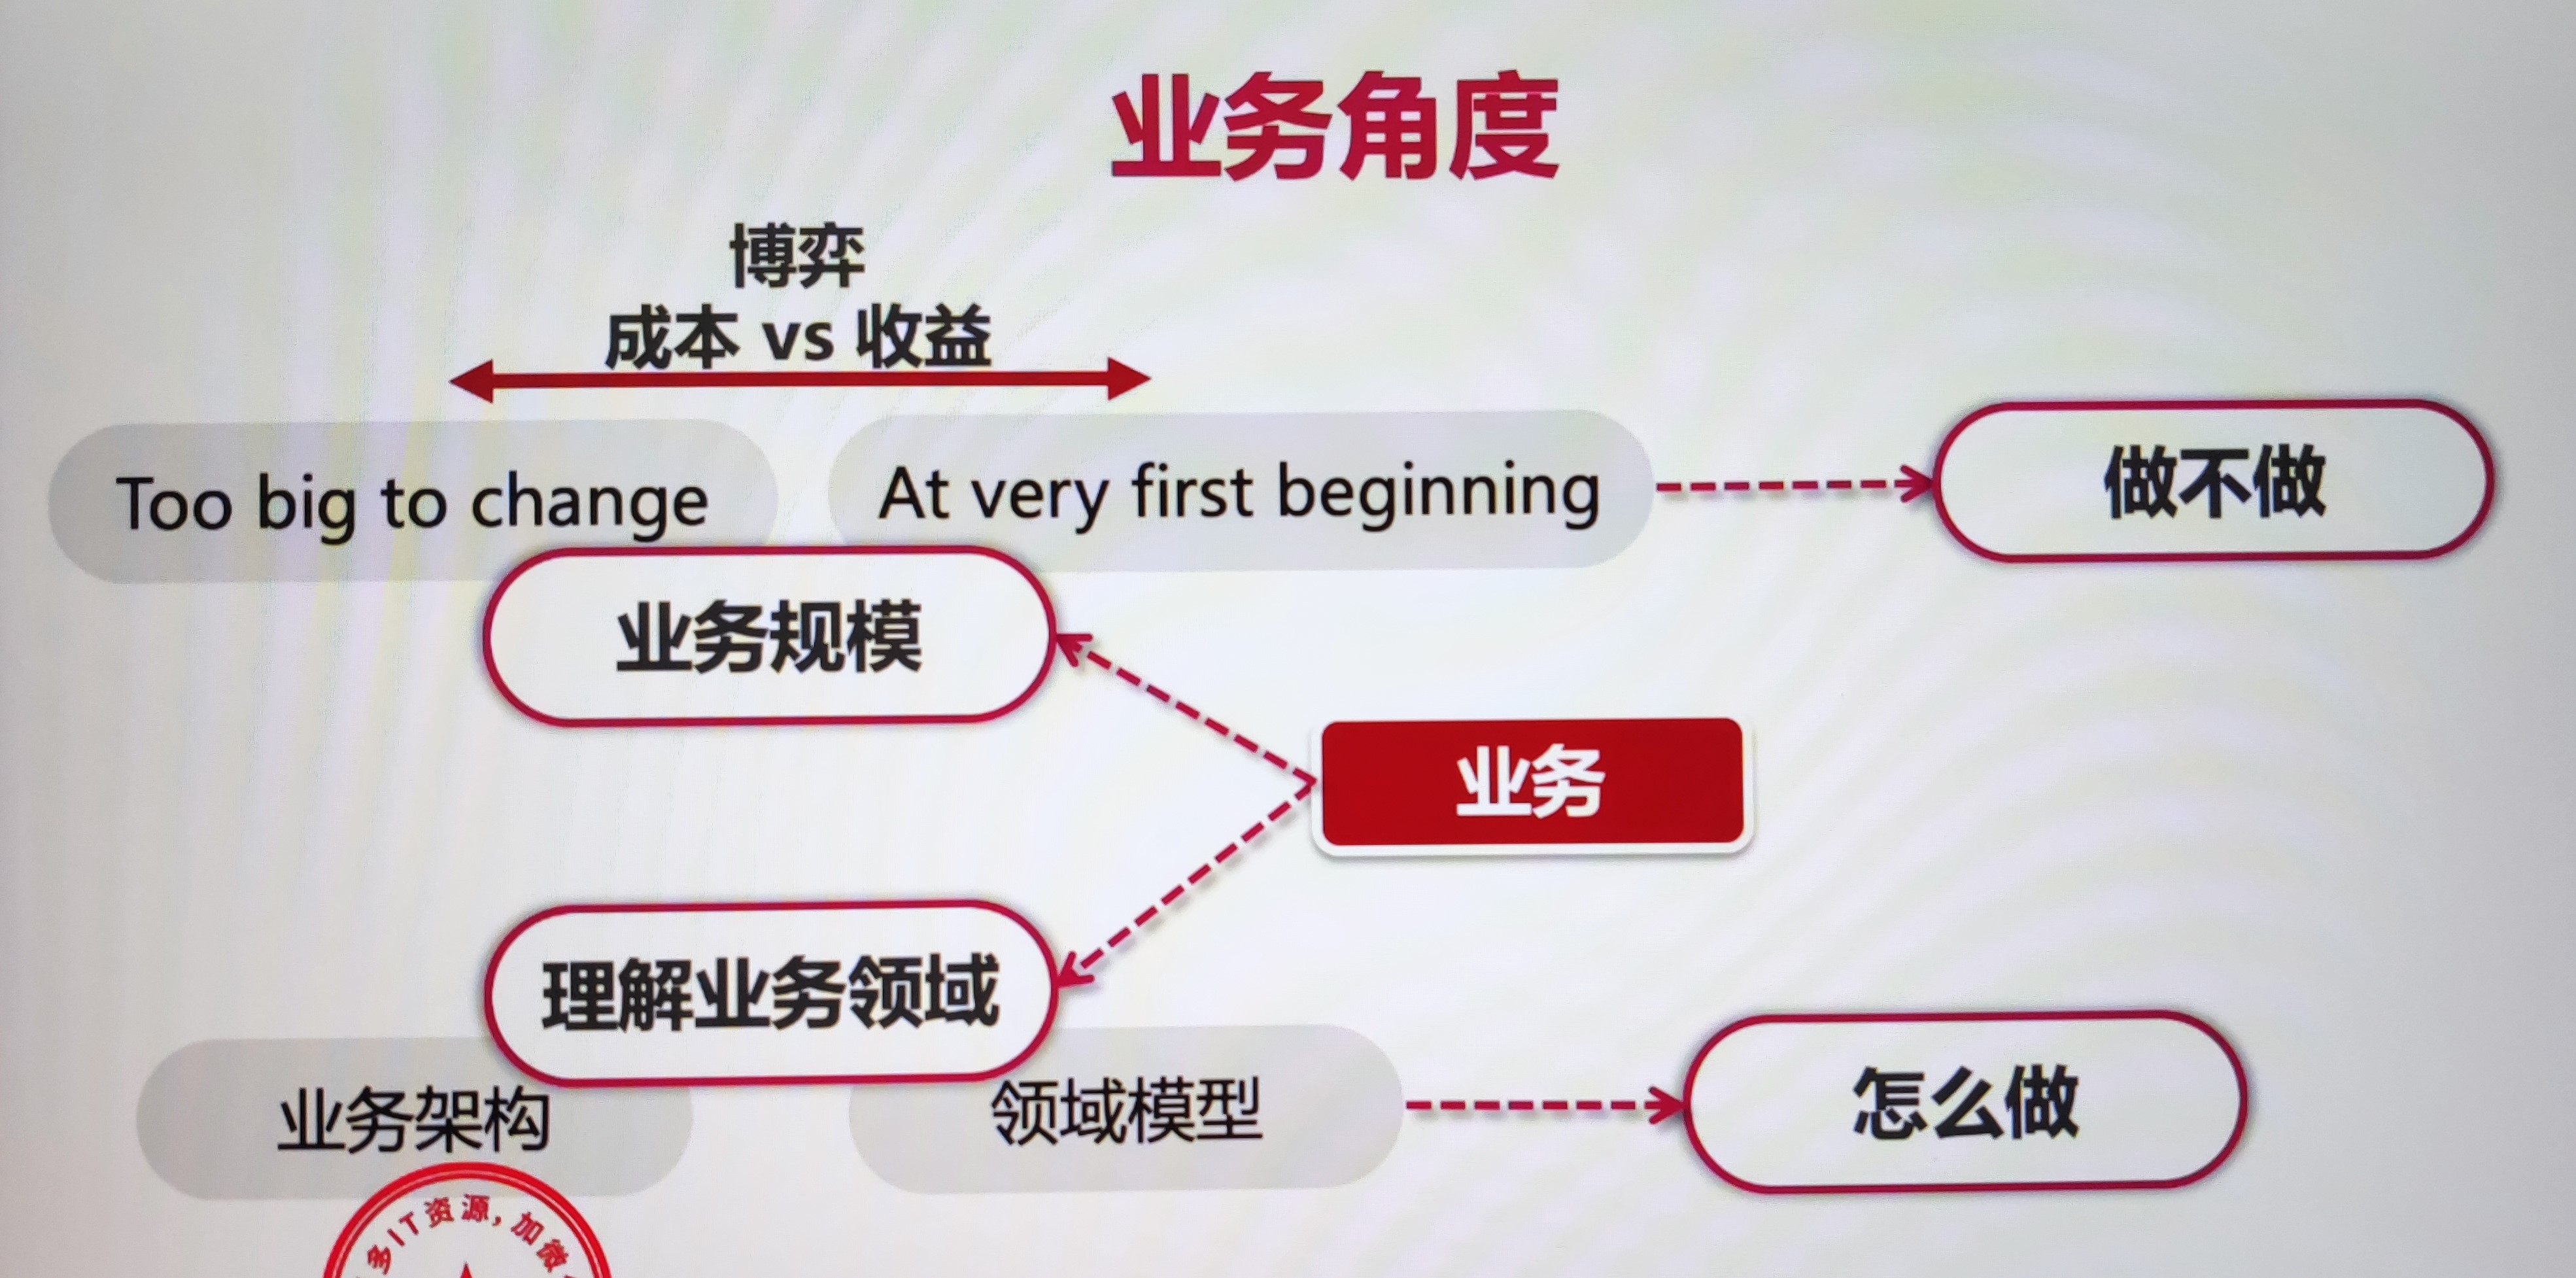 业务角度
博弈
成本 vs 收益
Too big to change
At very first beginning
做不做
业务规模
业务
理解业务领域
业务架构
领域模型
怎么做
多IT资源，加微